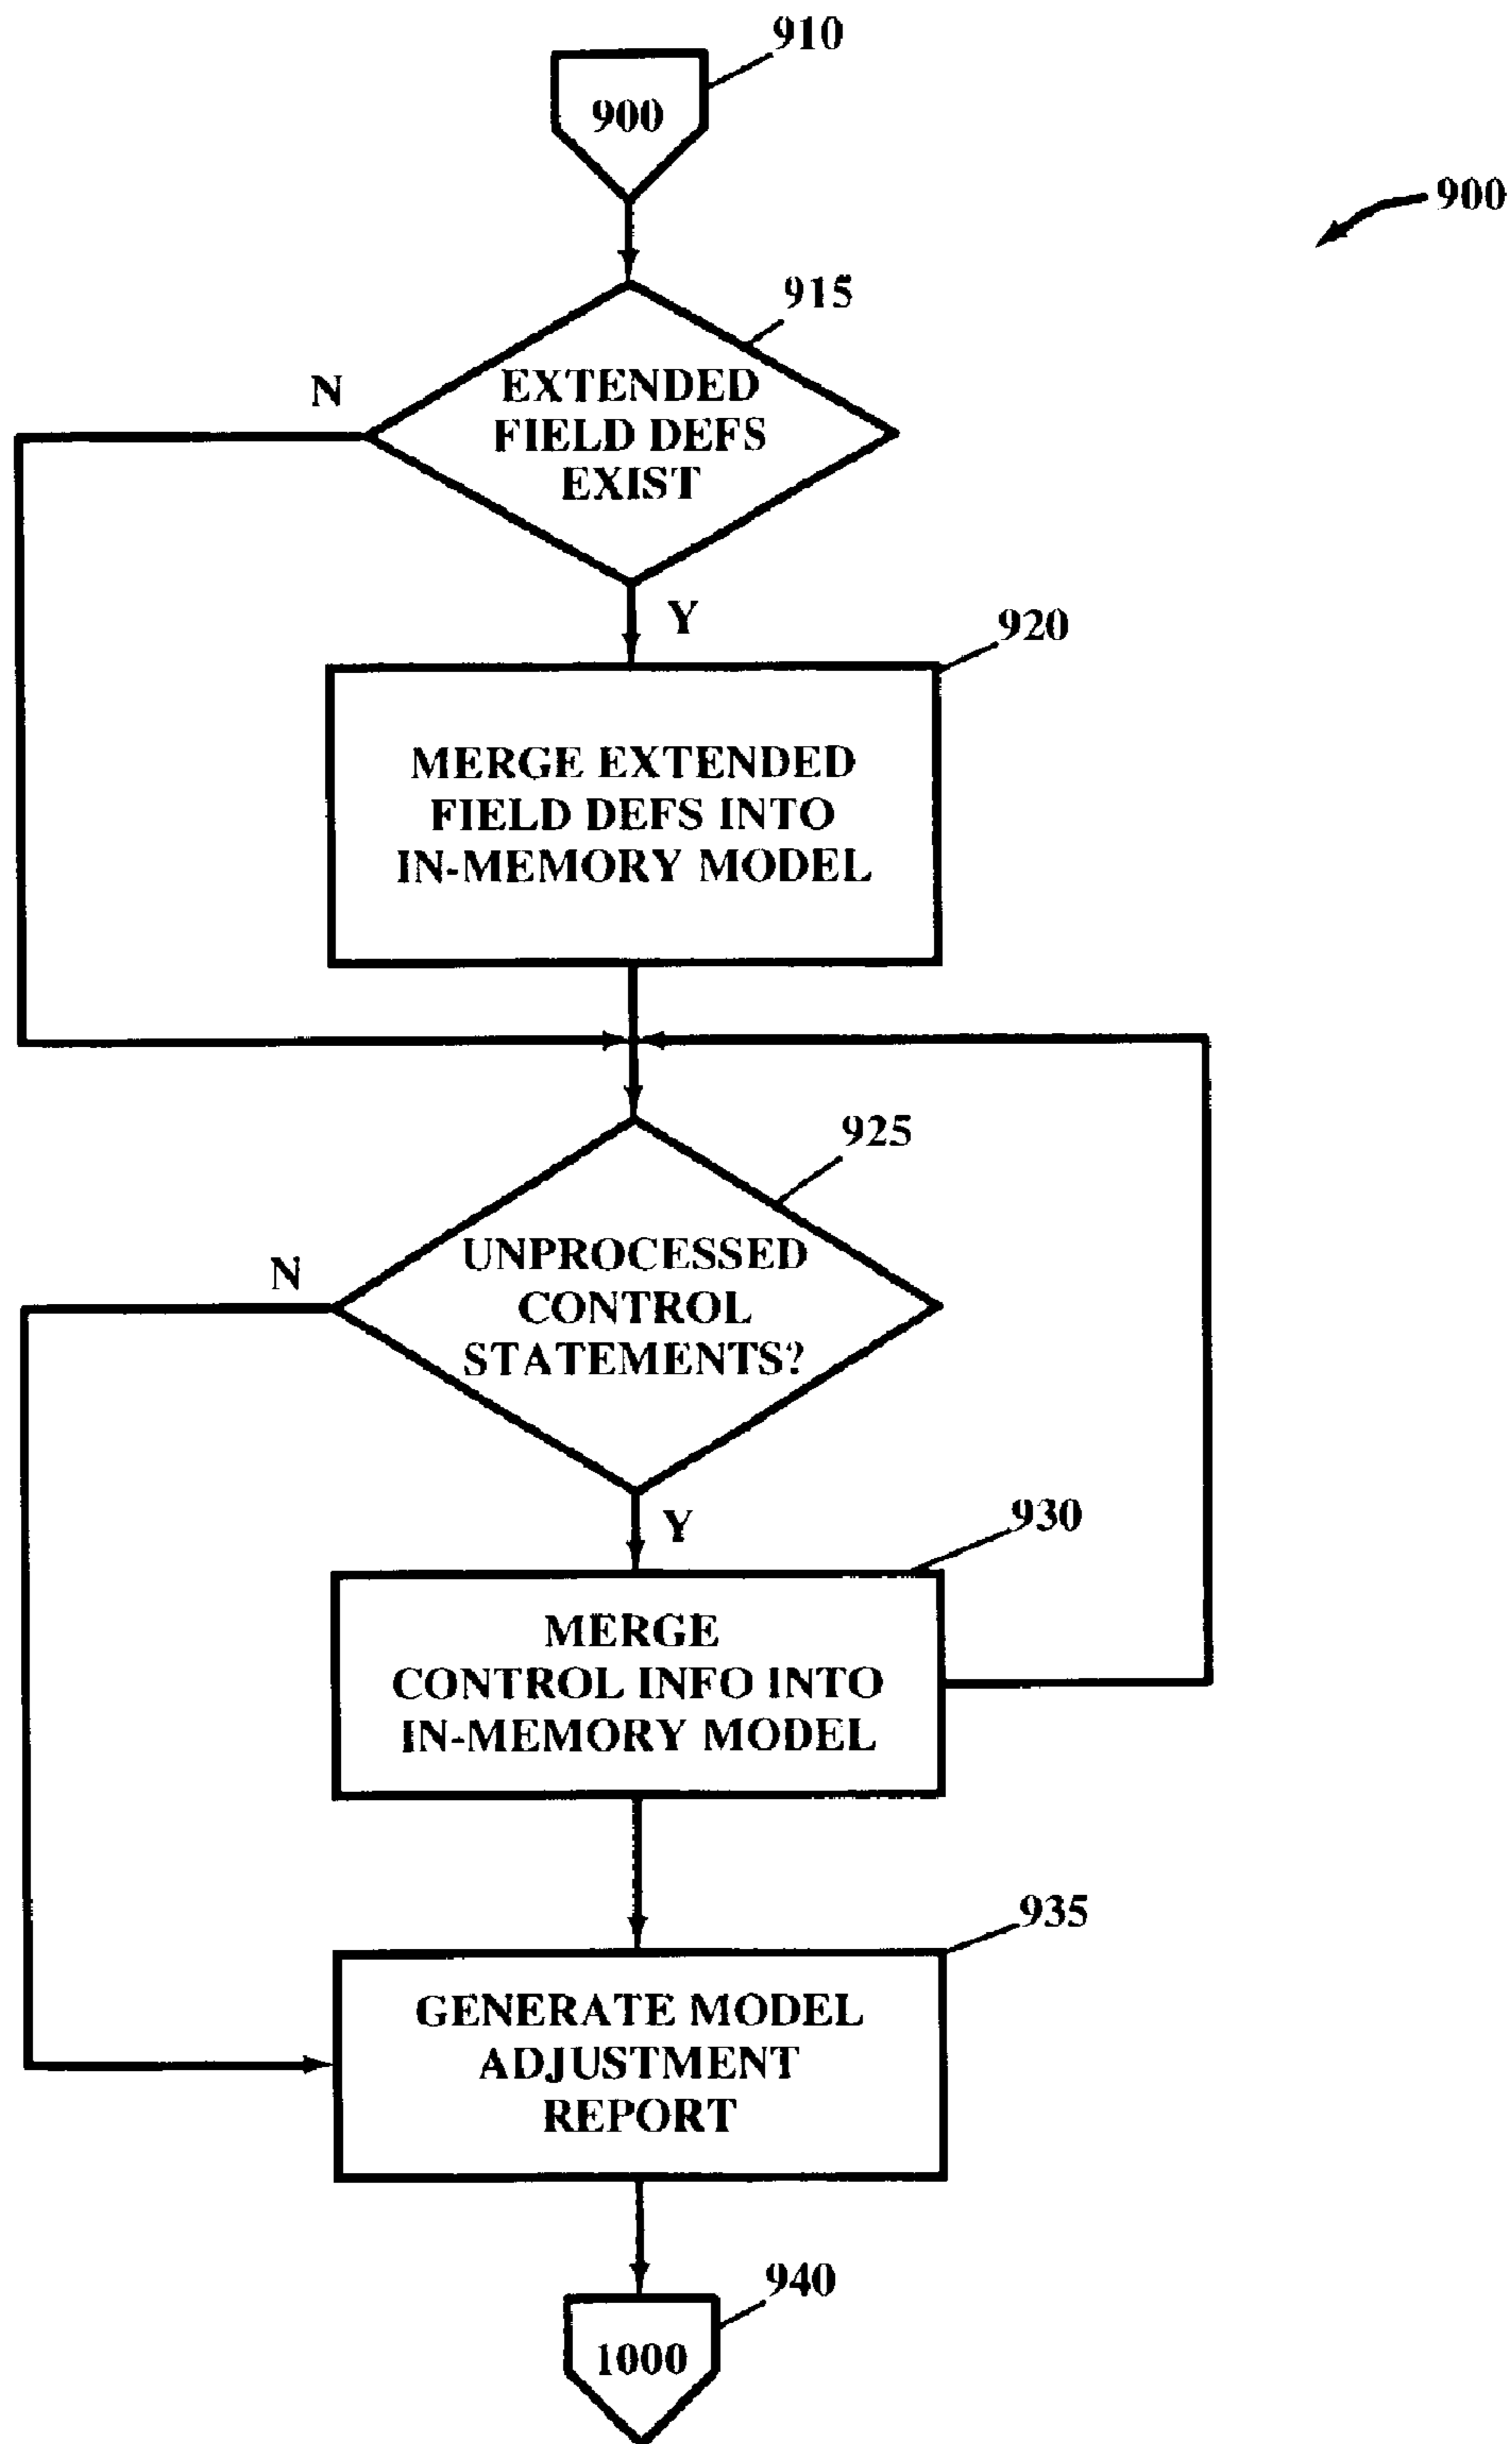 910
900
900
915
N
EXTENDED
FIELD DEFS
EXIST
Y
920
MERGE EXTENDED
FIELD DEFS INTO
IN-MEMORY MODEL
925
N
UNPROCESSED
CONTROL
STATEMENTS?
Y
930
MERGE
CONTROL INFO INTO
IN-MEMORY MODEL
935
GENERATE MODEL
ADJUSTMENT
REPORT
940
1000